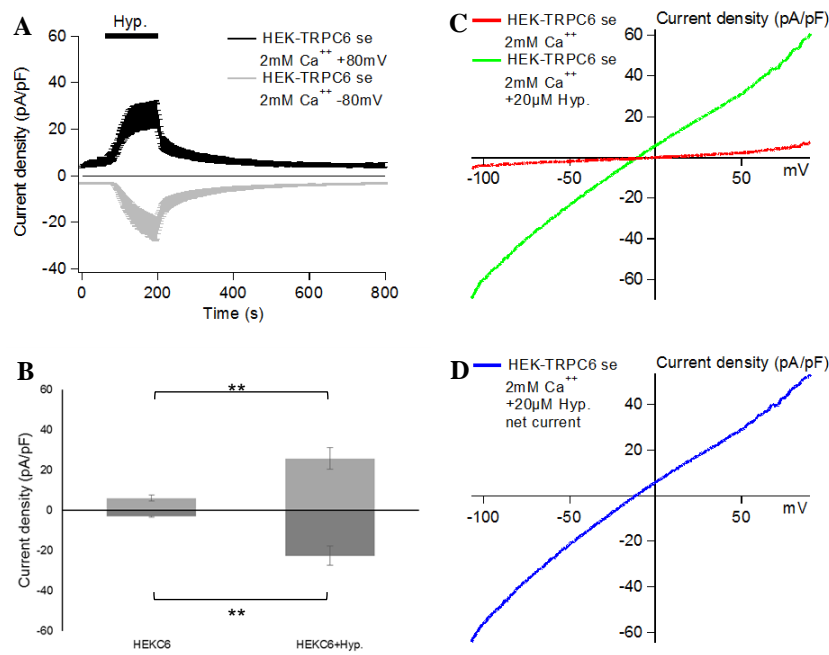 A
Hyp.
HEK-TRPC6 se
2mM Ca++ +80mV
HEK-TRPC6 se
2mM Ca++ -80mV
Current density (pA/pF)
60
40
20
0
-20
-40
0
200
400
600
800
Time (s)
C
HEK-TRPC6 se
2mM Ca++
HEK-TRPC6 se
2mM Ca++
+20µM Hyp.
Current density (pA/pF)
60
40
20
-20
-40
-60
-100
-50
50
mV
B
Current density (pA/pF)
60
40
20
0
-20
-40
-60
**
**
HEKC6
HEKC6+Hyp.
D
HEK-TRPC6 se
2mM Ca++
+20µM Hyp.
net current
Current density (pA/pF)
40
20
-20
-40
-60
-100
-50
50
mV